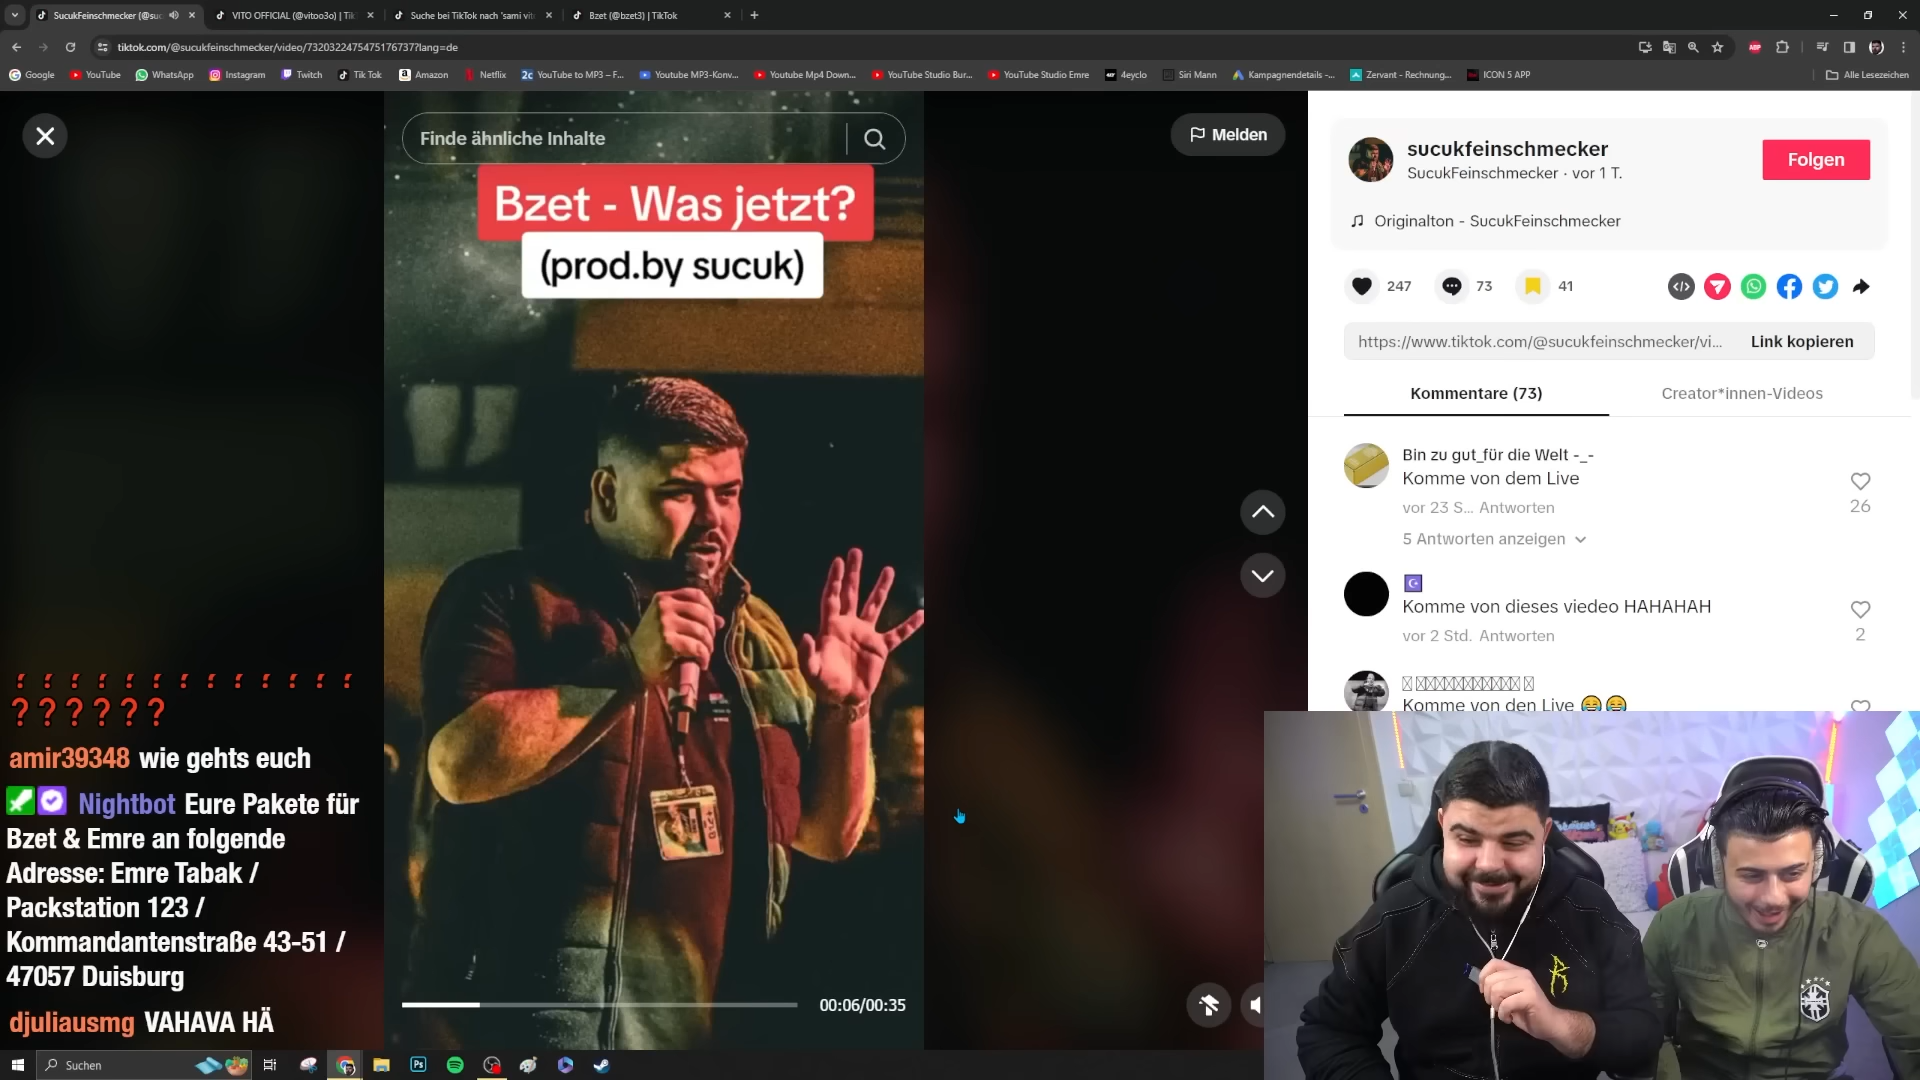 SucukFeinschmecker (@suc
VITO OFFICIAL (@vitoo3o) | Tik
Suche bei TikTok nach 'sami vit
Bzet (@bzet3) | TikTok
tiktok.com/@sucukfeinschmecker/video/7320322475475176737?lang=de
ABP
Google
YouTube
WhatsApp
Instagram
Twitch
Tik Tok
Amazon
Netflix
YouTube to MP3 – F...
Youtube MP3-Konv...
Youtube Mp4 Down...
YouTube Studio Bur...
YouTube Studio Emre
4eyclo
Siri Mann
Kampagnendetails -...
Zervant - Rechnung...
ICON 5 APP
Alle Lesezeichen
Finde ähnliche Inhalte
Melden
Bzet - Was jetzt?
(prod.by sucuk)
sucukfeinschmecker
SucukFeinschmecker · vor 1 T.
Folgen
Originalton - SucukFeinschmecker
247
73
41
https://www.tiktok.com/@sucukfeinschmecker/vi...
Link kopieren
Kommentare (73)
Creator*innen-Videos
Bin zu gut_für die Welt -_-
Komme von dem Live
vor 23 S... Antworten
26
5 Antworten anzeigen
Komme von dieses viedeo HAHAHAH
vor 2 Std. Antworten
2
Komme von den Live 😂😂
??????
amir39348 wie gehts euch
Nightbot Eure Pakete für
Bzet & Emre an folgende
Adresse: Emre Tabak /
Packstation 123 /
Kommandantenstraße 43-51 /
47057 Duisburg
djuliausmg VAHAVA HÄ
00:06/00:35
Suchen
Ps